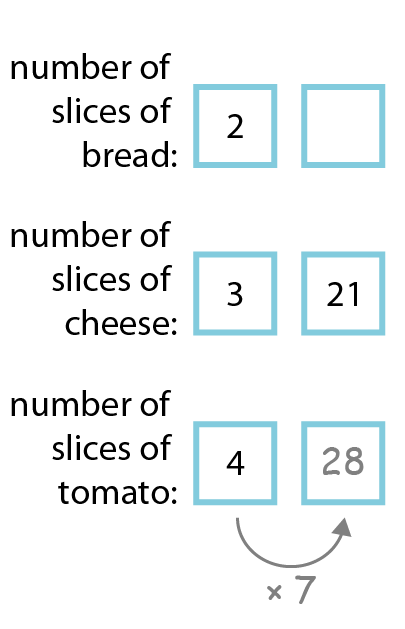 number of
slices of
bread: 2
number of
slices of
cheese: 3 21
number of
slices of
tomato: 4 28
× 7